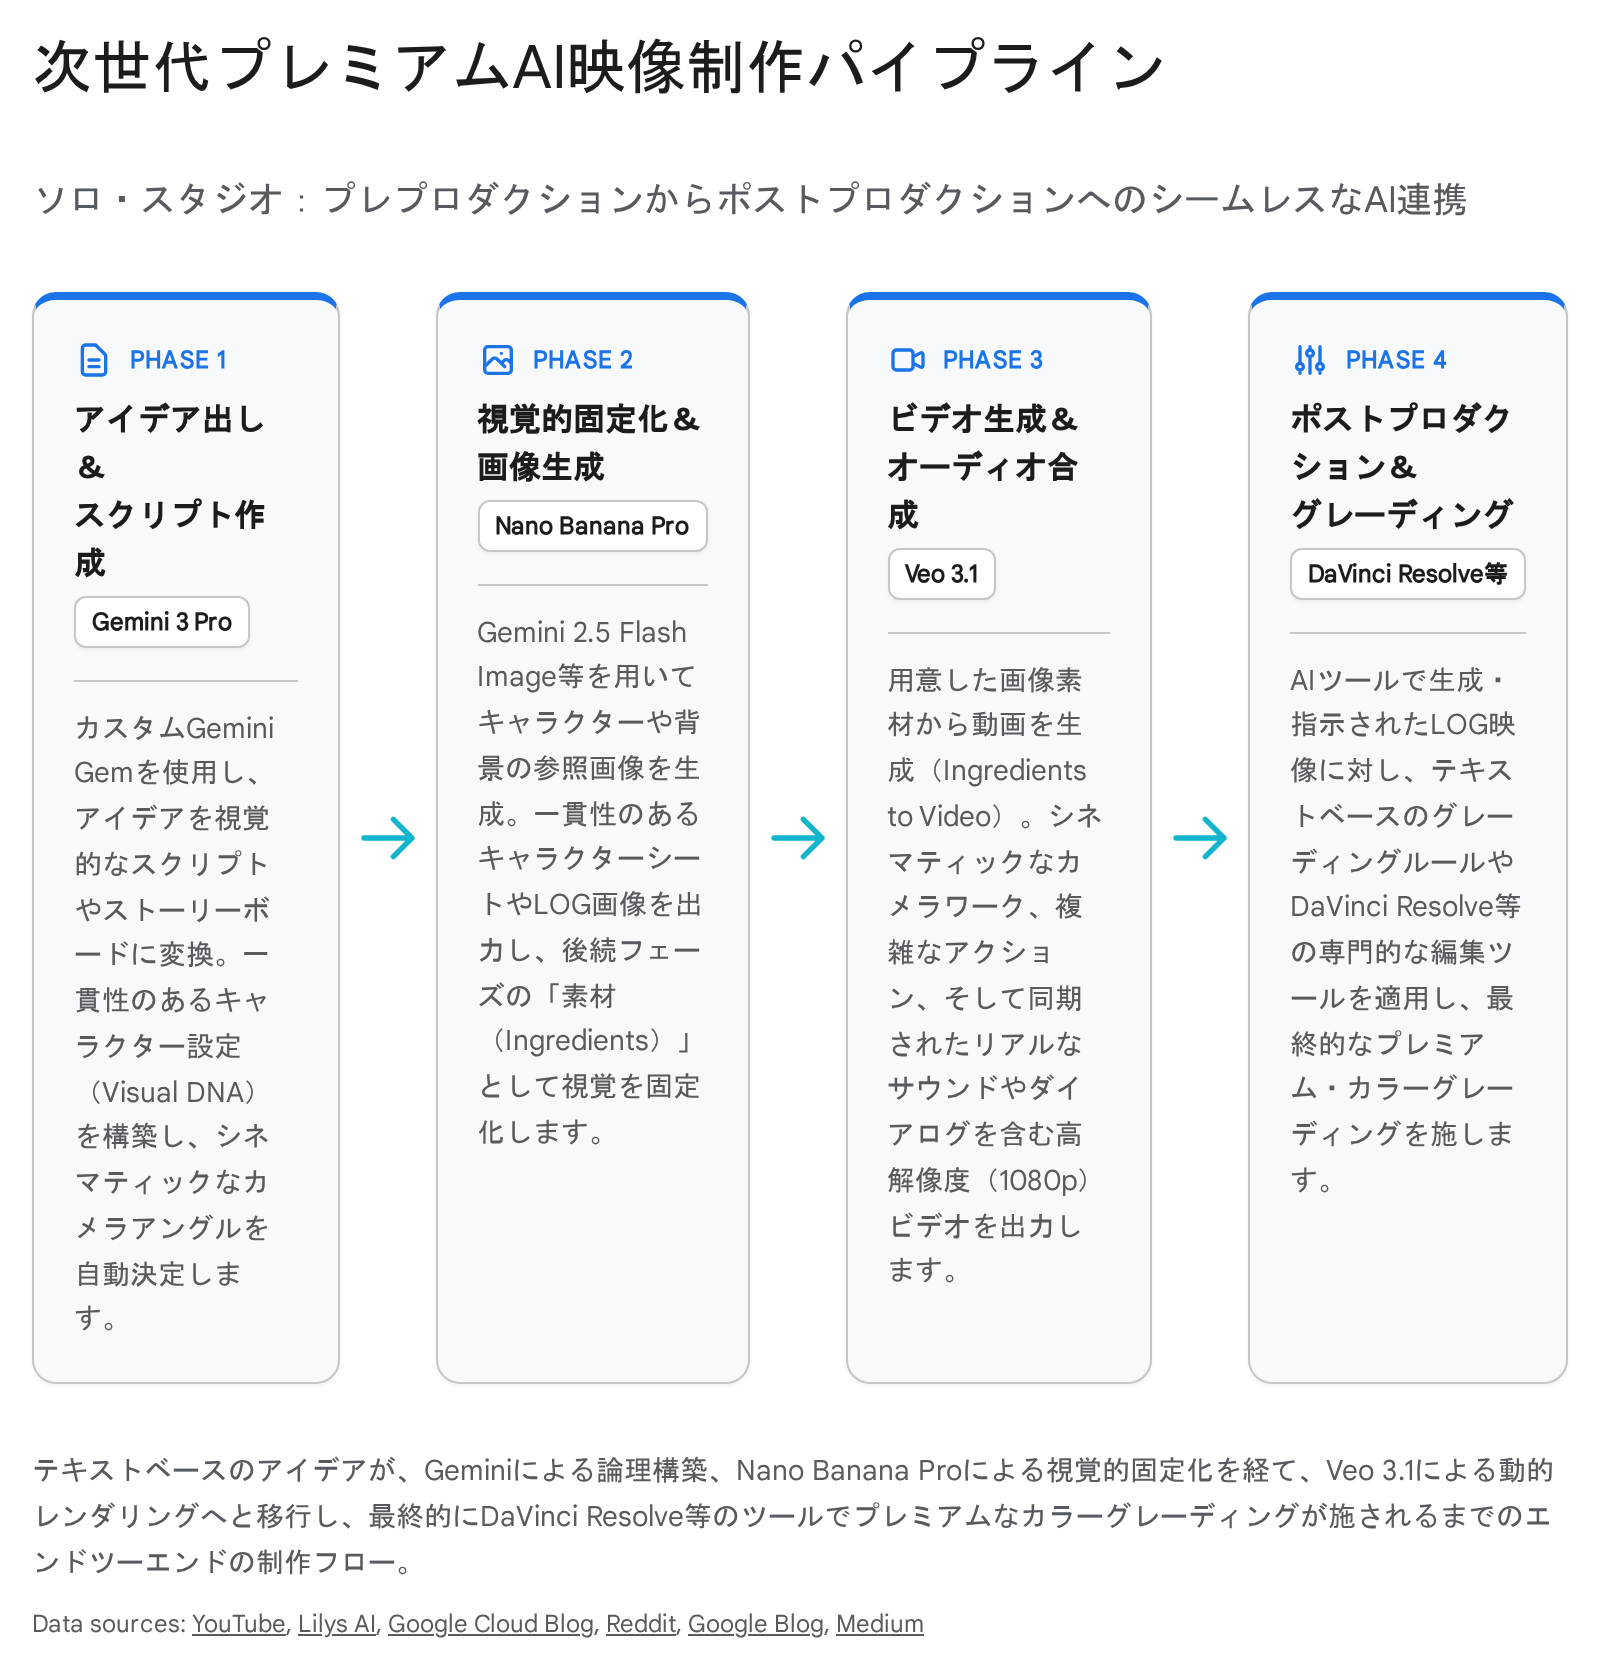 次世代プレミアムAI映像制作パイプライン
ソロ・スタジオ：プレプロダクションからポストプロダクションへのシームレスなAI連携
PHASE 1
アイデア出し
＆
スクリプト作
成
Gemini 3 Pro
カスタムGemini
Gemを使用し、
アイデアを視覚
的なスクリプト
やストーリーボ
ードに変換。一
貫性のあるキャ
ラクター設定
（Visual DNA）
を構築し、シネ
マティックなカ
メラアングルを
自動決定しま
す。
PHASE 2
視覚的固定化＆
画像生成
Nano Banana Pro
Gemini 2.5 Flash
Image等を用いて
キャラクターや背
景の参照画像を生
成。一貫性のある
キャラクターシー
トやLOG画像を出
力し、後続フェー
ズの「素材
（Ingredients）」
として視覚を固定
化します。
PHASE 3
ビデオ生成＆
オーディオ合
成
Veo 3.1
用意した画像素
材から動画を生
成（Ingredients
to Video）。シネ
マティックなカ
メラワーク、複
雑なアクショ
ン、そして同期
されたリアルな
サウンドやダイ
アログを含む高
解像度（1080p）
ビデオを出力し
ます。
PHASE 4
ポストプロダク
ション＆
グレーディング
DaVinci Resolve等
AIツールで生成・
指示されたLOG映
像に対し、テキス
トベースのグレー
ディングルールや
DaVinci Resolve等
の専門的な編集ツ
ールを適用し、最
終的なプレミア
ム・カラーグレー
ディングを施しま
す。
テキストベースのアイデアが、Geminiによる論理構築、Nano Banana Proによる視覚的固定化を経て、Veo 3.1による動的
レンダリングへと移行し、最終的にDaVinci Resolve等のツールでプレミアムなカラーグレーディングが施されるまでのエ
ンドツーエンドの制作フロー。
Data sources: YouTube, Lilys AI, Google Cloud Blog, Reddit, Google Blog, Medium